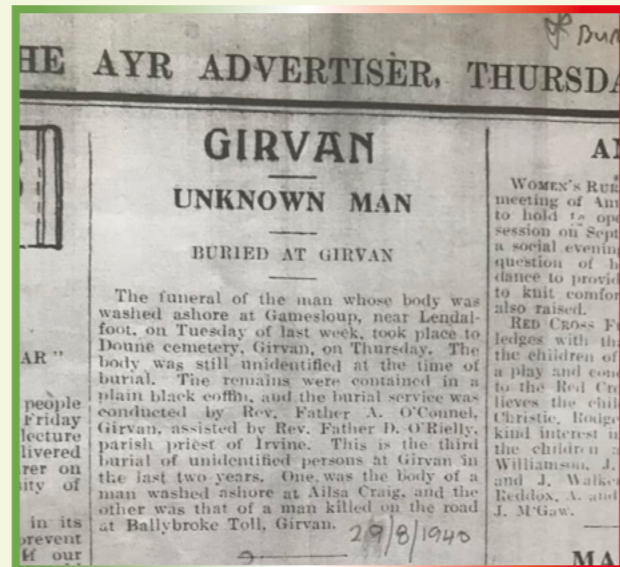 Bur
HE AYR ADVERTISER, THURSDA
GIRVAN
UNKNOWN MAN
BURIED AT GIRVAN
The funeral of the man whose body was
washed ashore at Gamesloup, near Lendal-
foot, on Tuesday of last week, took place to
Doune cemetery, Girvan, on Thursday. The
body was still unidentified at the time of
burial. The remains were contained in a
plain black coffin, and the burial service was
conducted by Rev. Father A. O'Connel,
Girvan, assisted by Rev. Father D. O'Rielly,
parish priest of Irvine. This is the third
burial of unidentified persons at Girvan in
the last two years. One was the body of a
man washed ashore at Ailsa Craig, and the
other was that of a man killed on the road
at Ballybroke Toll, Girvan.
29/8/1940
AR"
people
Friday
lecture
livered
rer on
ity of
in its
prevent
If our
AN
WOMEN'S RUR
meeting of An
to hold
session on Sept
a social evening
question of h
dance to provid
to knit comfor
also raised.
RED CROSS F
ledges with tha
the children of
a play and con
to the Red Cre
lieves the chil
Christie, Rodge
kind interest in
the children a
Williamson, J.
and J. Walke
Reddox, A. and
J. M'Gaw.
MA